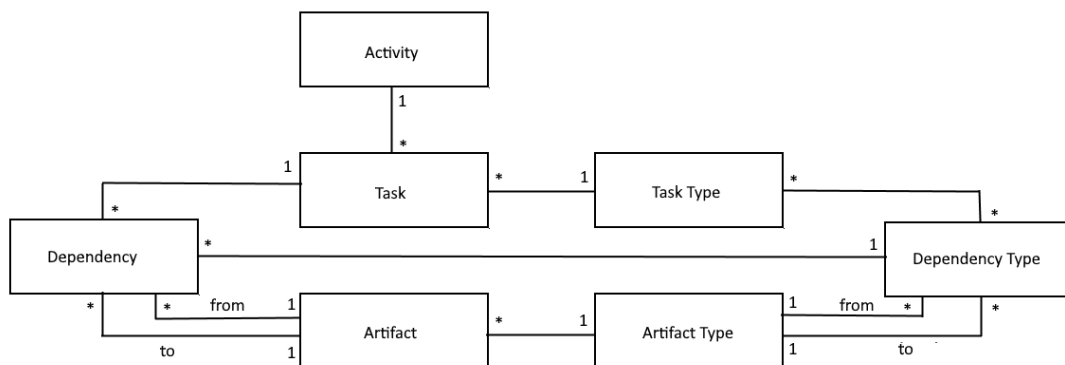 Activity
1
*
1
Task
*
1
Task Type
*
*
*
Dependency
*
1
Dependency Type
*
*
from
1
Artifact
*
1
Artifact Type
1
from
*
*
to
1
1
to